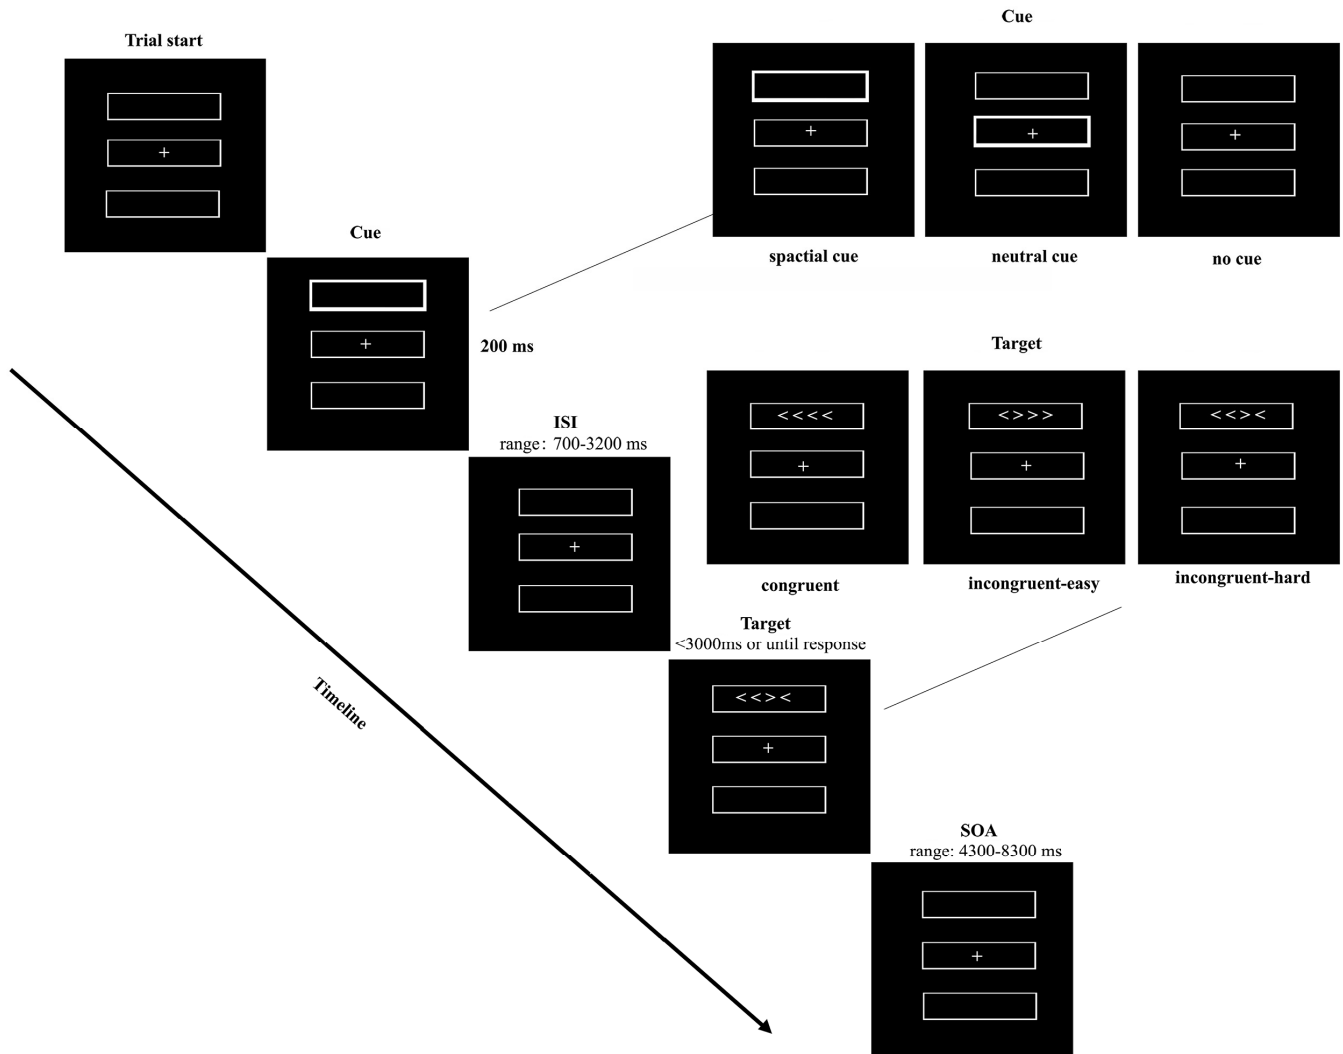 Trial start
+
Cue
+
200 ms
ISI
range: 700-3200 ms
+
Target
<3000ms or until response
< < > <
+
SOA
range: 4300-8300 ms
+
Timeline
Cue
+
+
+
spactial cue
neutral cue
no cue
Target
< < < <
< > > >
< < > <
+
+
+
congruent
incongruent-easy
incongruent-hard